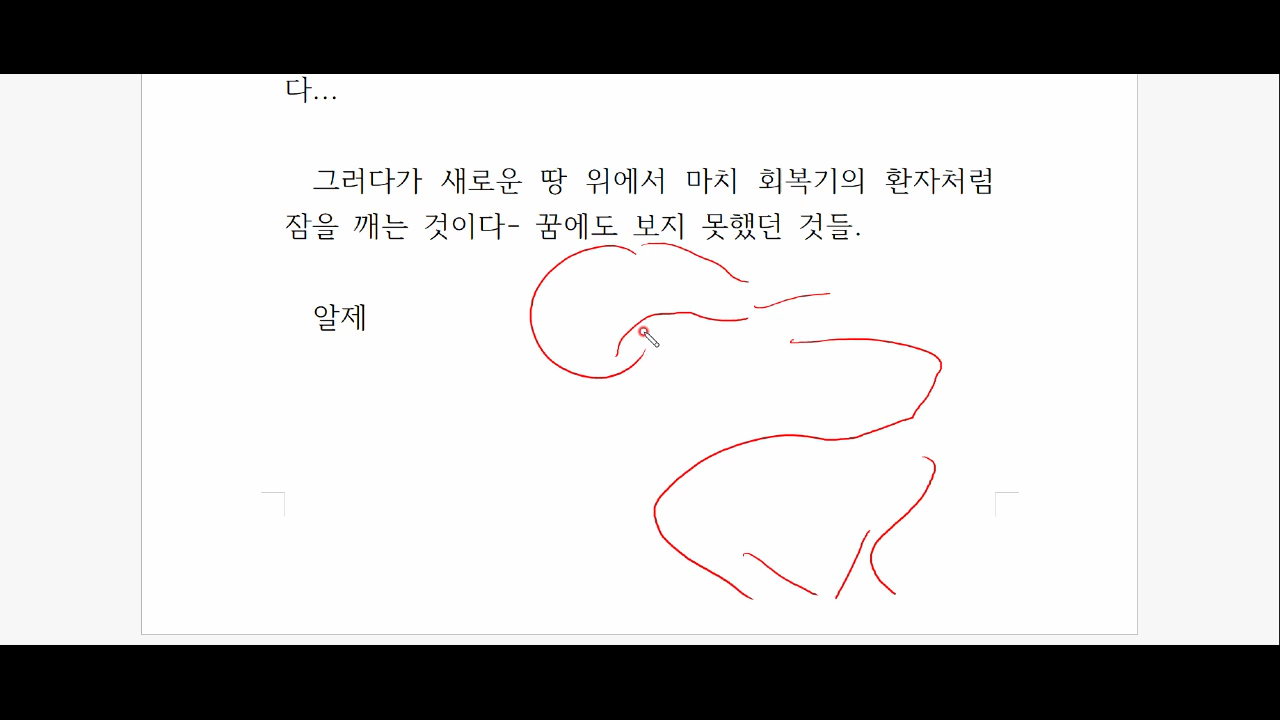 다...
그러다가 새로운 땅 위에서 마치 회복기의 환자처럼
잠을 깨는 것이다- 꿈에도 보지 못했던 것들.
알제